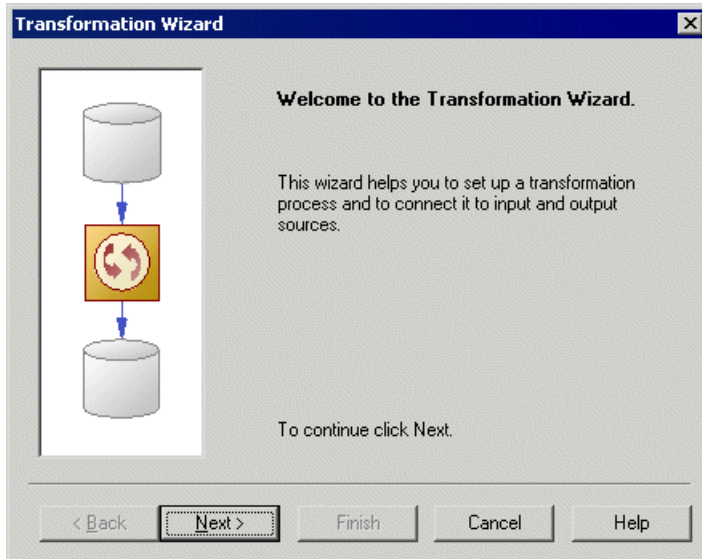 Transformation Wizard
Welcome to the Transformation Wizard.
This wizard helps you to set up a transformation
process and to connect it to input and output
sources.
To continue click Next.
< Back
Next >
Finish
Cancel
Help